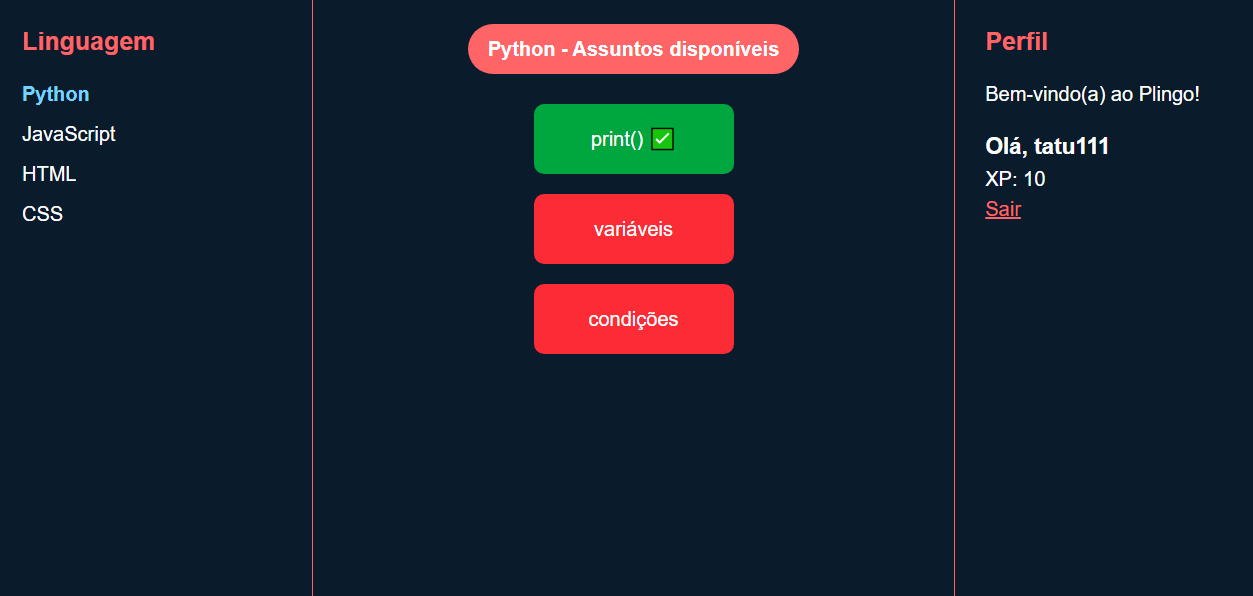 Linguagem
Python
JavaScript
HTML
CSS
Python - Assuntos disponíveis
print() ✅
variáveis
condições
Perfil
Bem-vindo(a) ao Plingo!
Olá, tatu111
XP: 10
Sair